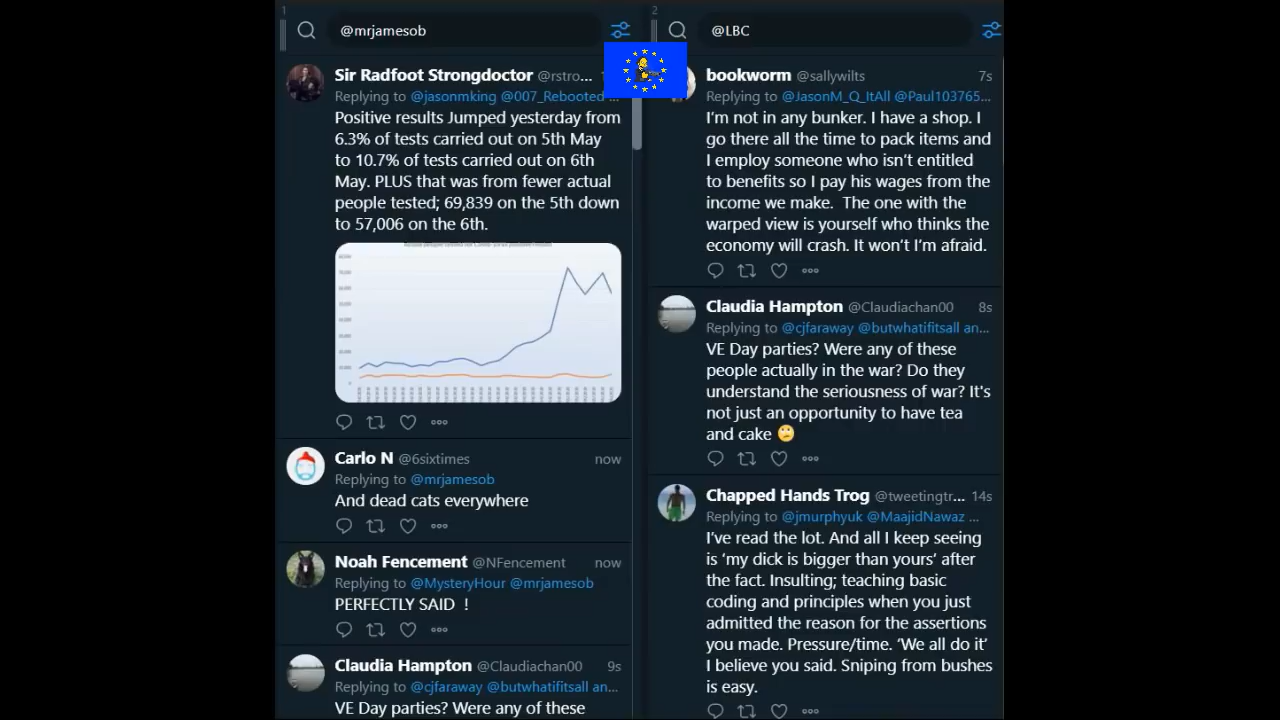 1
@mrjamesob
Sir Radfoot Strongdoctor @rstro...
Replying to @jasonmking @007_Rebooted ...
Positive results Jumped yesterday from
6.3% of tests carried out on 5th May
to 10.7% of tests carried out on 6th
May. PLUS that was from fewer actual
people tested; 69,839 on the 5th down
to 57,006 on the 6th.
Carlo N @6sixtimes now
Replying to @mrjamesob
And dead cats everywhere
Noah Fencement @NFencement now
Replying to @MysteryHour @mrjamesob
PERFECTLY SAID !
Claudia Hampton @Claudiachan00 9s
Replying to @cjfaraway @butwhatifitsall an...
VE Day parties? Were any of these
2
@LBC
bookworm @sallywilts 7s
Replying to @JasonM_Q_ItAll @Paul103765...
I'm not in any bunker. I have a shop. I
go there all the time to pack items and
I employ someone who isn't entitled
to benefits so I pay his wages from the
income we make. The one with the
warped view is yourself who thinks the
economy will crash. It won't I'm afraid.
Claudia Hampton @Claudiachan00 8s
Replying to @cjfaraway @butwhatifitsall an...
VE Day parties? Were any of these
people actually in the war? Do they
understand the seriousness of war? It's
not just an opportunity to have tea
and cake 🫤
Chapped Hands Trog @tweetingtr... 14s
Replying to @jmurphyuk @MaajidNawaz ...
I've read the lot. And all I keep seeing
is 'my dick is bigger than yours' after
the fact. Insulting; teaching basic
coding and principles when you just
admitted the reason for the assertions
you made. Pressure/time. 'We all do it'
I believe you said. Sniping from bushes
is easy.